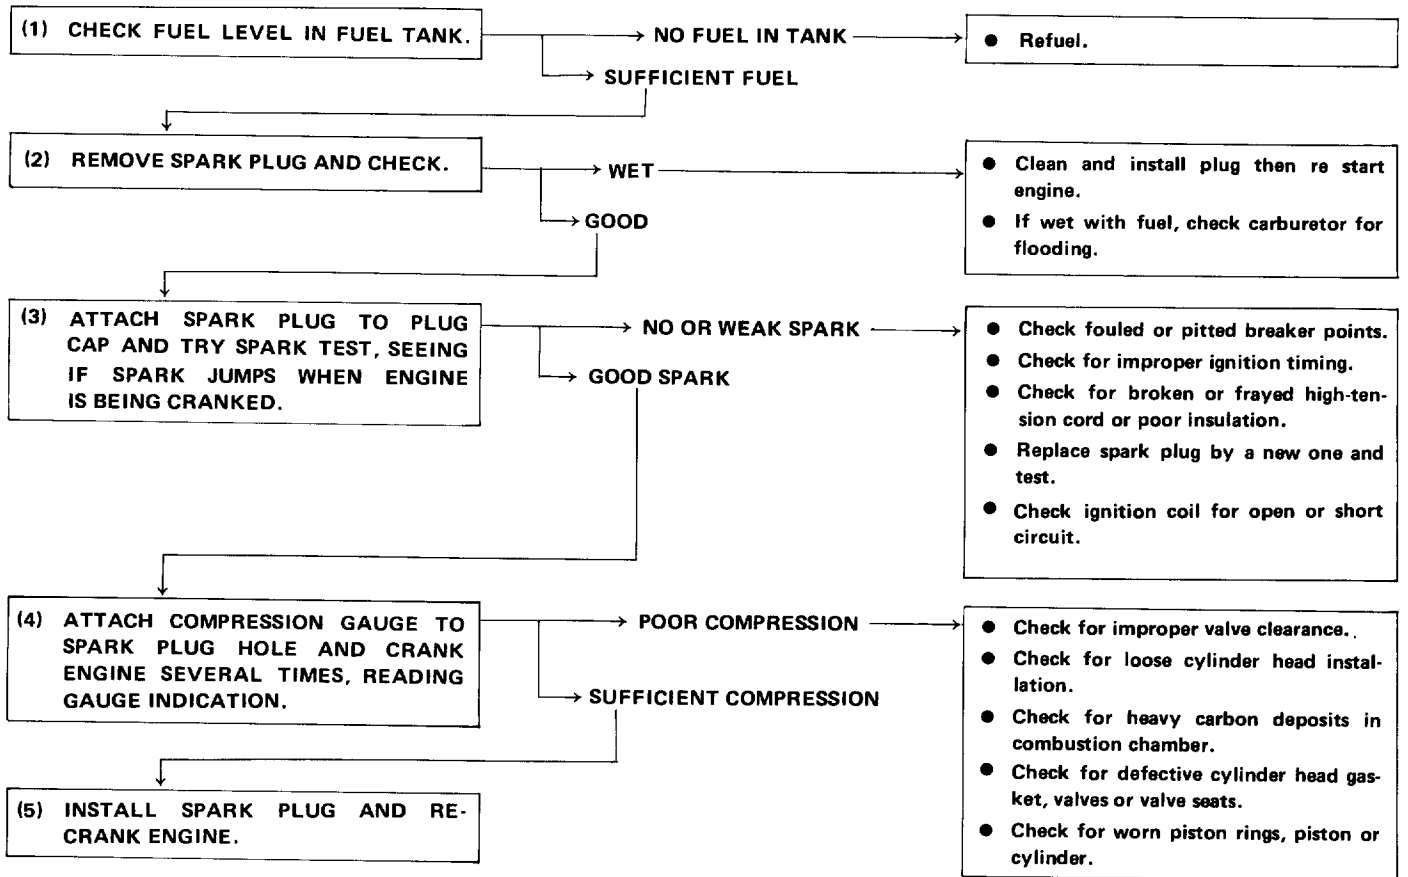 (1) CHECK FUEL LEVEL IN FUEL TANK.
NO FUEL IN TANK
● Refuel.
SUFFICIENT FUEL
(2) REMOVE SPARK PLUG AND CHECK.
WET
● Clean and install plug then re start
engine.
● If wet with fuel, check carburetor for
flooding.
GOOD
(3) ATTACH SPARK PLUG TO PLUG
CAP AND TRY SPARK TEST, SEEING
IF SPARK JUMPS WHEN ENGINE
IS BEING CRANKED.
NO OR WEAK SPARK
● Check fouled or pitted breaker points.
● Check for improper ignition timing.
● Check for broken or frayed high-ten-
sion cord or poor insulation.
● Replace spark plug by a new one and
test.
● Check ignition coil for open or short
circuit.
GOOD SPARK
(4) ATTACH COMPRESSION GAUGE TO
SPARK PLUG HOLE AND CRANK
ENGINE SEVERAL TIMES, READING
GAUGE INDICATION.
POOR COMPRESSION
● Check for improper valve clearance.
● Check for loose cylinder head instal-
lation.
● Check for heavy carbon deposits in
combustion chamber.
● Check for defective cylinder head gas-
ket, valves or valve seats.
● Check for worn piston rings, piston or
cylinder.
SUFFICIENT COMPRESSION
(5) INSTALL SPARK PLUG AND RE-
CRANK ENGINE.